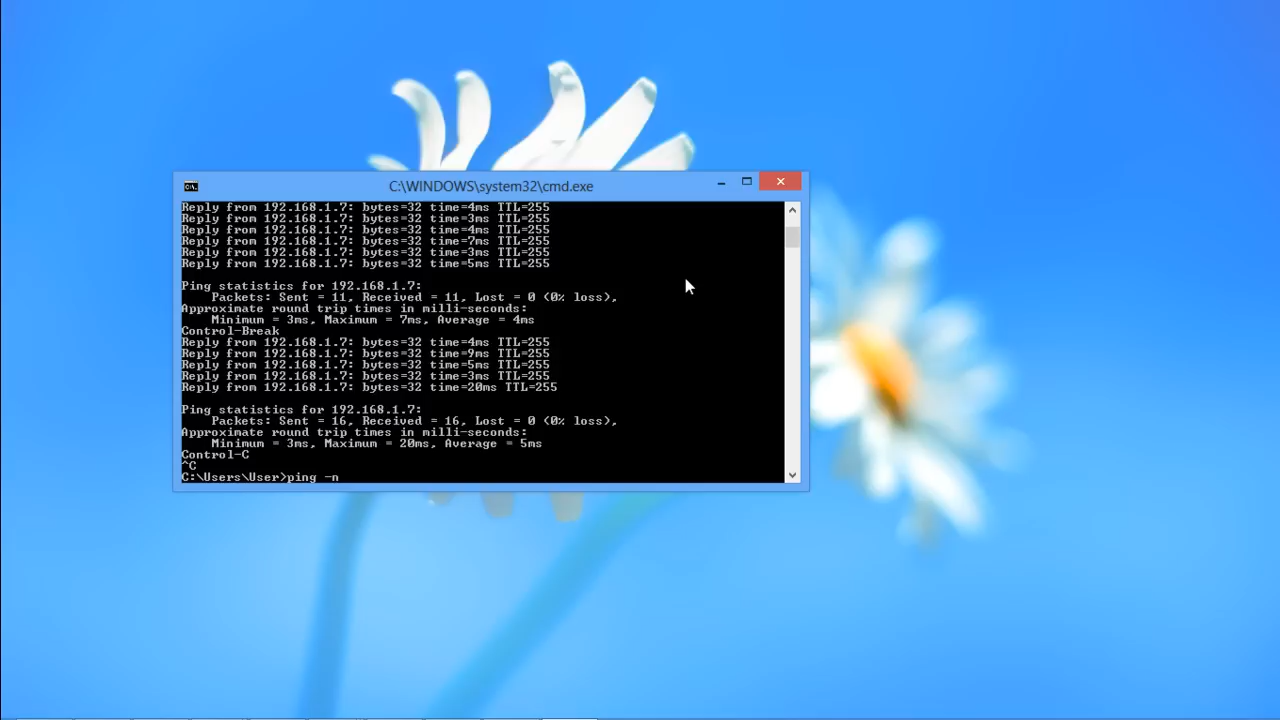 C:\WINDOWS\system32\cmd.exe
Reply from 192.168.1.7: bytes=32 time=4ms TTL=255
Reply from 192.168.1.7: bytes=32 time=3ms TTL=255
Reply from 192.168.1.7: bytes=32 time=4ms TTL=255
Reply from 192.168.1.7: bytes=32 time=7ms TTL=255
Reply from 192.168.1.7: bytes=32 time=3ms TTL=255
Reply from 192.168.1.7: bytes=32 time=5ms TTL=255
Ping statistics for 192.168.1.7:
Packets: Sent = 11, Received = 11, Lost = 0 (0% loss),
Approximate round trip times in milli-seconds:
Minimum = 3ms, Maximum = 7ms, Average = 4ms
Control-Break
Reply from 192.168.1.7: bytes=32 time=4ms TTL=255
Reply from 192.168.1.7: bytes=32 time=9ms TTL=255
Reply from 192.168.1.7: bytes=32 time=5ms TTL=255
Reply from 192.168.1.7: bytes=32 time=3ms TTL=255
Reply from 192.168.1.7: bytes=32 time=20ms TTL=255
Ping statistics for 192.168.1.7:
Packets: Sent = 16, Received = 16, Lost = 0 (0% loss),
Approximate round trip times in milli-seconds:
Minimum = 3ms, Maximum = 20ms, Average = 5ms
Control-C
^C
C:\Users\User>ping -n